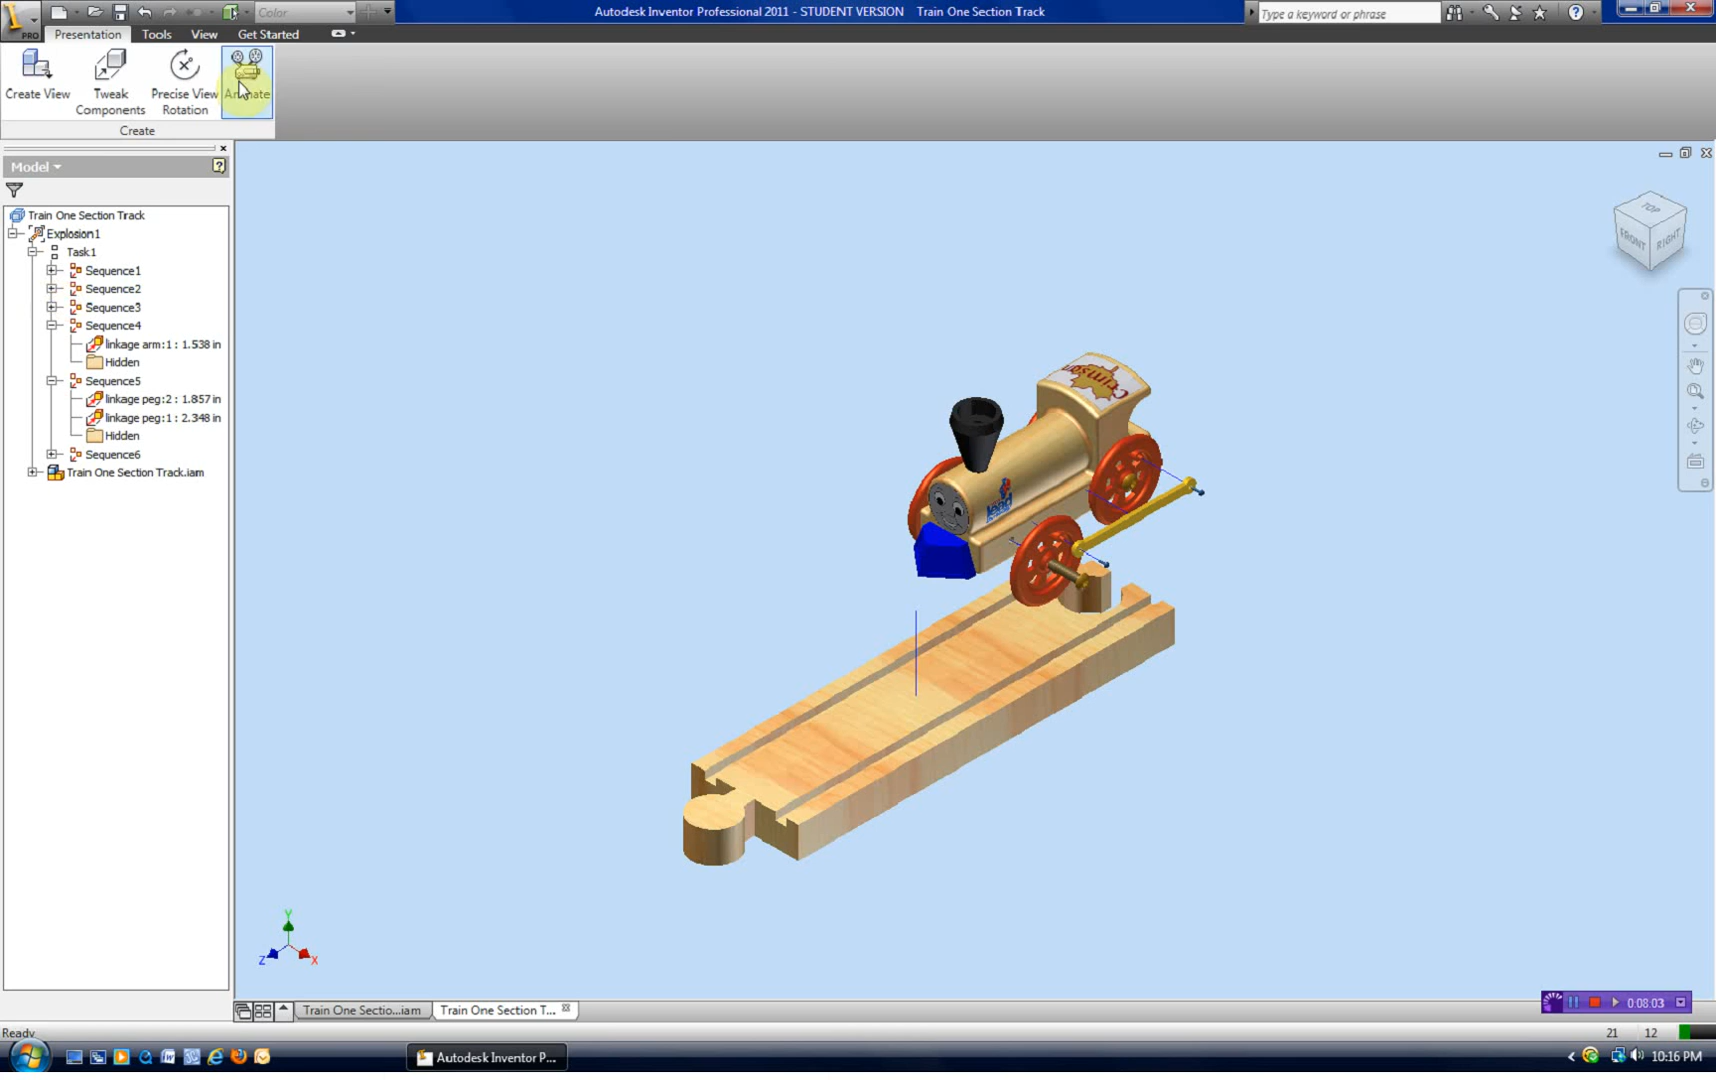 Color
Autodesk Inventor Professional 2011 - STUDENT VERSION    Train One Section Track
Type a keyword or phrase
PRO
Presentation
Tools
View
Get Started
Create View
Tweak
Components
Precise View
Rotation
Animate
Create
Model
Train One Section Track
Explosion1
Task1
Sequence1
Sequence2
Sequence3
Sequence4
linkage arm:1 : 1.538 in
Hidden
Sequence5
linkage peg:2 : 1.857 in
linkage peg:1 : 2.348 in
Hidden
Sequence6
Train One Section Track.iam
TOP
FRONT
RIGHT
Crimson
lead
Y
Z
X
Train One Sectio...iam
Train One Section T...
0:08:03
Ready
21
12
Autodesk Inventor P...
10:16 PM